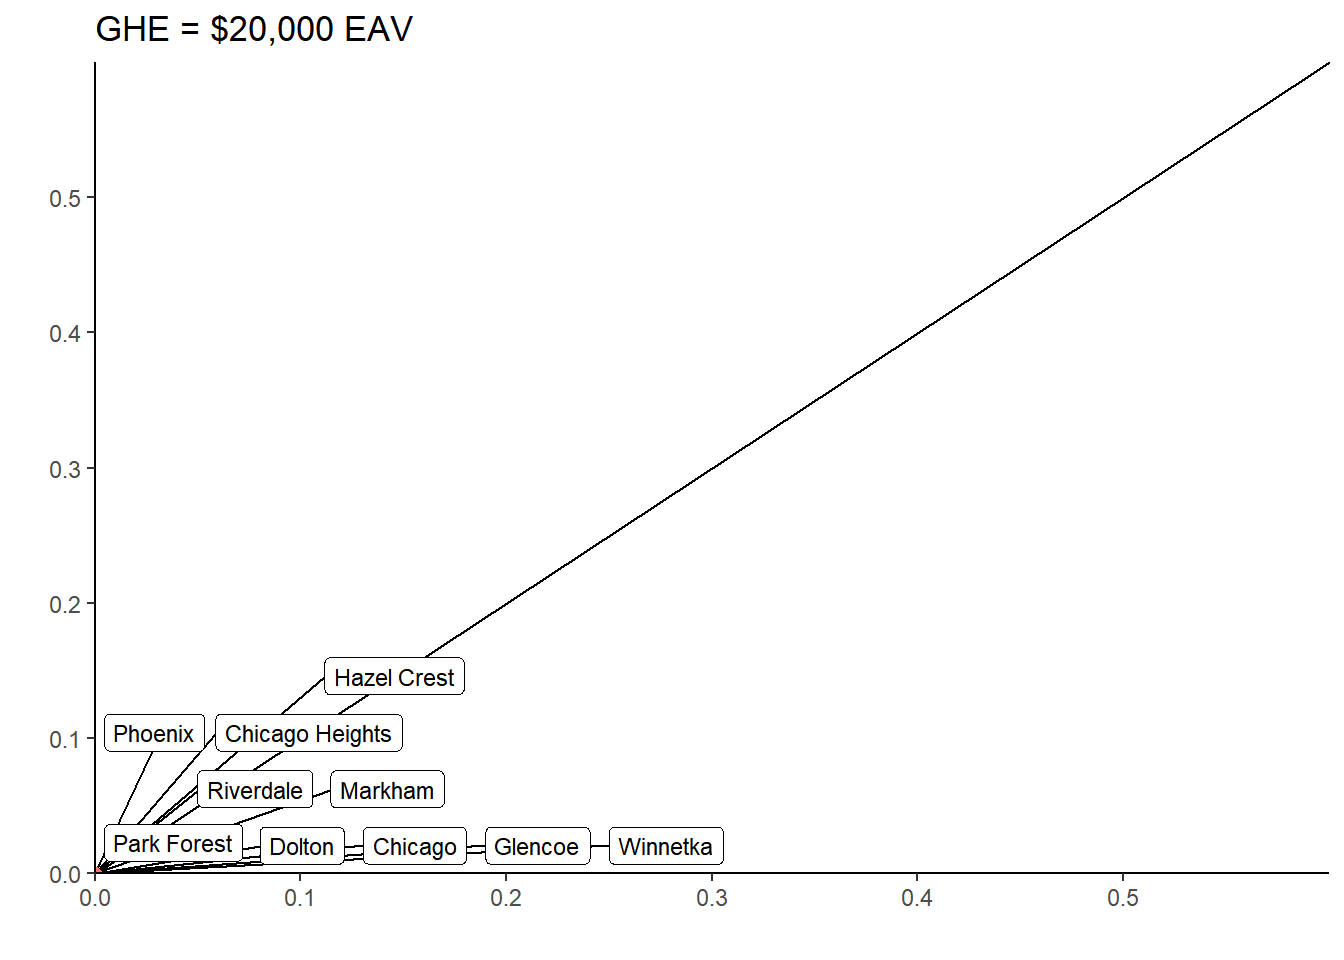 GHE = $20,000 EAV
0.5
0.4
0.3
0.2
Hazel Crest
0.1
Phoenix
Chicago Heights
Riverdale
Markham
Park Forest
Dolton
Chicago
Glencoe
Winnetka
0.0
0.0 0.1 0.2 0.3 0.4 0.5